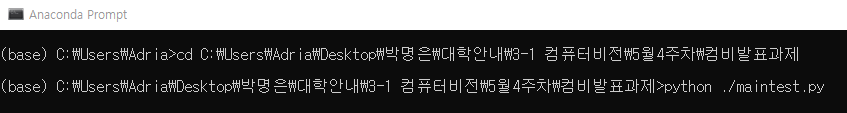 Anaconda Prompt
(base) C:₩Users₩Adria>cd C:₩Users₩Adria₩Desktop₩박명은₩대학안내₩3-1 컴퓨터비전₩5월4주차₩컴비발표과제
(base) C:₩Users₩Adria₩Desktop₩박명은₩대학안내₩3-1 컴퓨터비전₩5월4주차₩컴비발표과제>python ./maintest.py